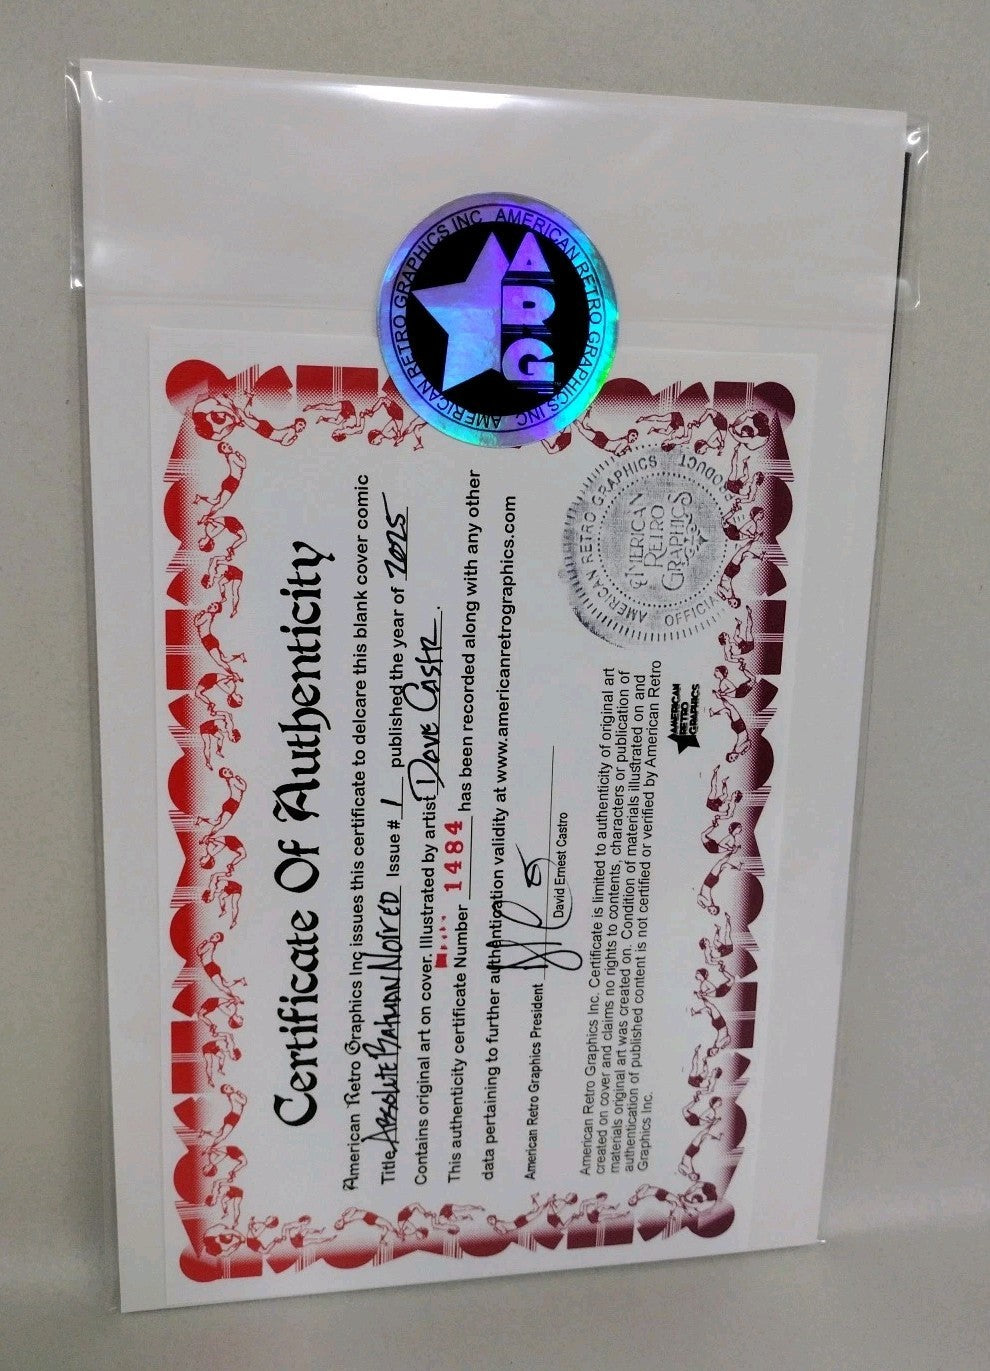 AMERICAN RETRO GRAPHICS INC AMERICAN RETRO GRAPHICS INC
ARG
Certificate Of Authenticity
American Retro Graphics Inc issues this certificate to delcare this blank cover comic
Title Absolute Batman Noir ED Issue # 1 published the year of 2025
Contains original art on cover. Illustrated by artist Dave Castr.
This authenticity certificate Number 1484 has been recorded along with any other
data pertaining to further authentication validity at www.americanretrographics.com
American Retro Graphics President
David Ernest Castro
American Retro Graphics Inc. Certificate is limited to authenticity of original art
created on cover and claims no rights to contents, characters or publication of
materials original art was created on. Condition of materials illustrated on and
authentication of published content is not certified or verified by American Retro
Graphics Inc.
AMERICAN
RETRO
GRAPHICS
AMERICAN RETRO GRAPHICS OFFICIAL PRODUCT
AMERICAN
RETRO
GRAPHICS